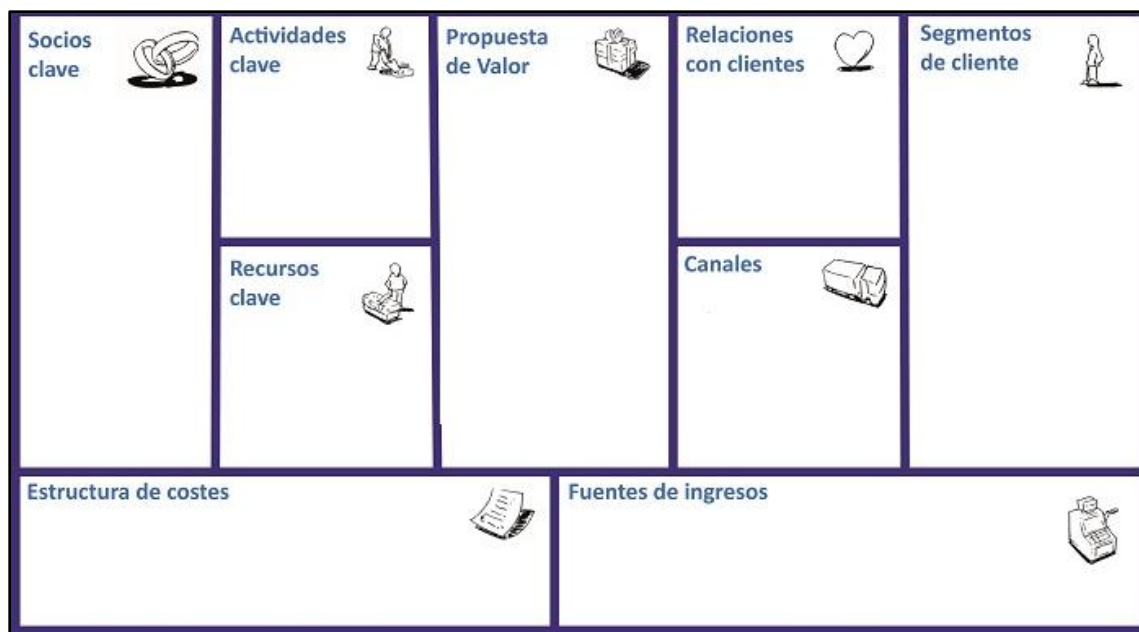 Socios
clave
Actividades
clave
Propuesta
de Valor
Relaciones
con clientes
Segmentos
de cliente
Recursos
clave
Canales
Estructura de costes
Fuentes de ingresos